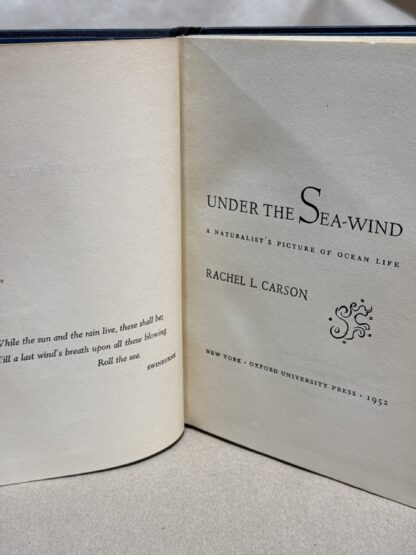 While the sun and the rain live, these shall be;
Till a last wind's breath upon all these blowing
Roll the sea.
SWINBURNE
UNDER THE SEA-WIND
A NATURALIST'S PICTURE OF OCEAN LIFE
RACHEL L. CARSON
NEW YORK · OXFORD UNIVERSITY PRESS · 1952